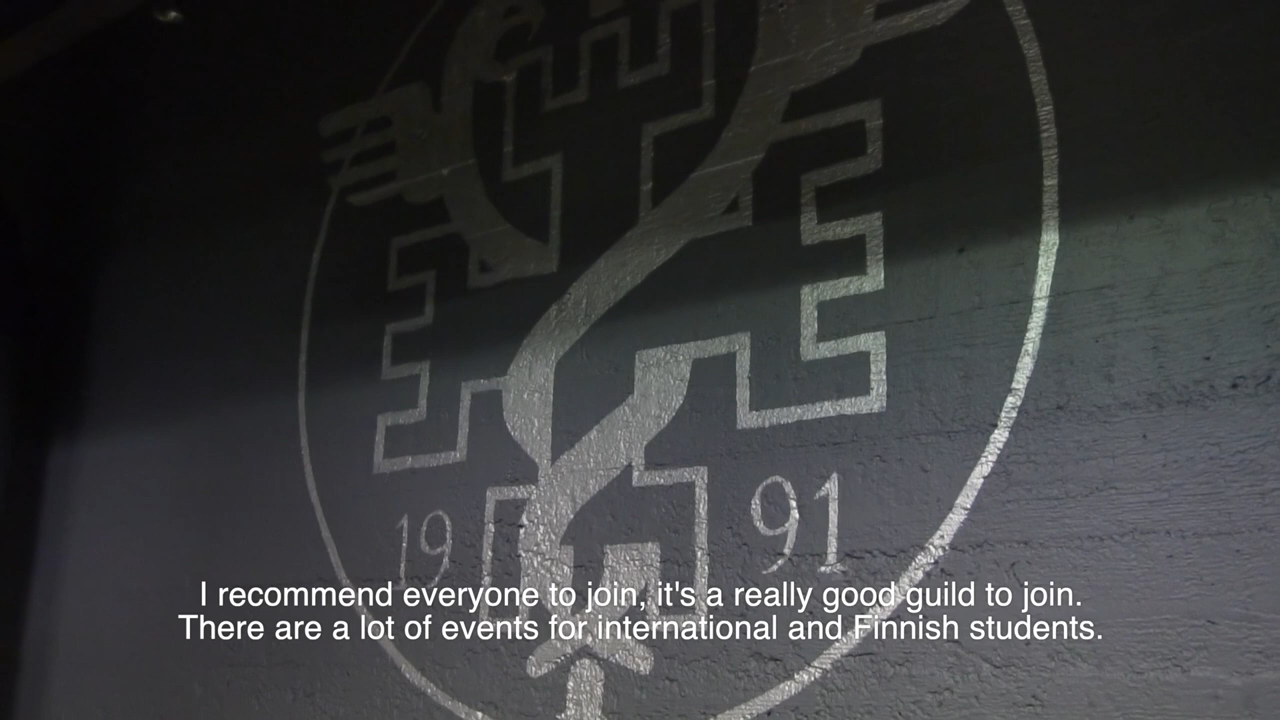 19 91
I recommend everyone to join, it's a really good guild to join.
There are a lot of events for international and Finnish students.